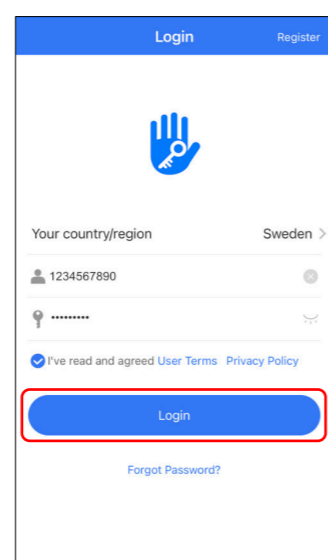 Login Register
Your country/region Sweden >
1234567890
•••••••••
I've read and agreed User Terms Privacy Policy
Login
Forgot Password?